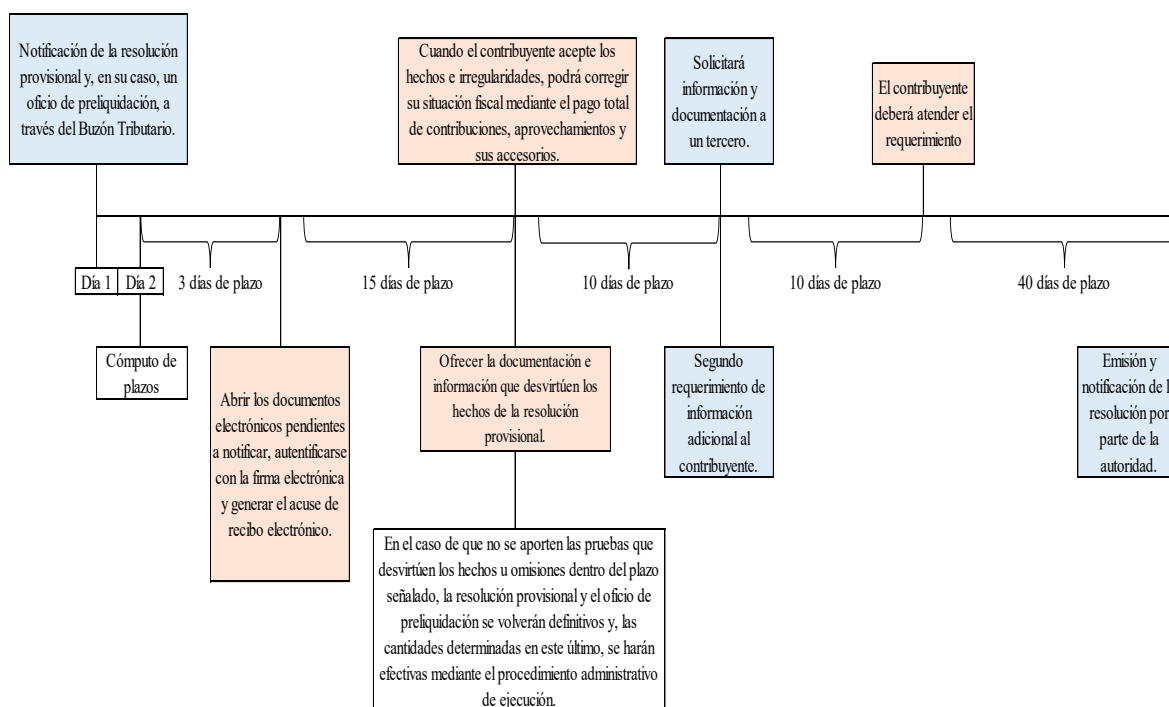 Notificación de la resolución
provisional y, en su caso, un
oficio de preliquidación, a
través del Buzón Tributario.
Cuando el contribuyente acepte los
hechos e irregularidades, podrá corregir
su situación fiscal mediante el pago total
de contribuciones, aprovechamientos y
sus accesorios.
Solicitará
información y
documentación a
un tercero.
El contribuyente
deberá atender el
requerimiento
Día 1
Día 2
3 días de plazo
15 días de plazo
10 días de plazo
10 días de plazo
40 días de plazo
Cómputo de
plazos
Abrir los documentos
electrónicos pendientes
a notificar, autentificarse
con la firma electrónica
y generar el acuse de
recibo electrónico.
Ofrecer la documentación e
información que desvirtúen los
hechos de la resolución
provisional.
Segundo
requerimiento de
información
adicional al
contribuyente.
Emisión y
notificación de
resolución por
parte de la
autoridad.
En el caso de que no se aporten las pruebas que
desvirtúen los hechos u omisiones dentro del plazo
señalado, la resolución provisional y el oficio de
preliquidación se volverán definitivos y, las
cantidades determinadas en este último, se harán
efectivas mediante el procedimiento administrativo
de ejecución.